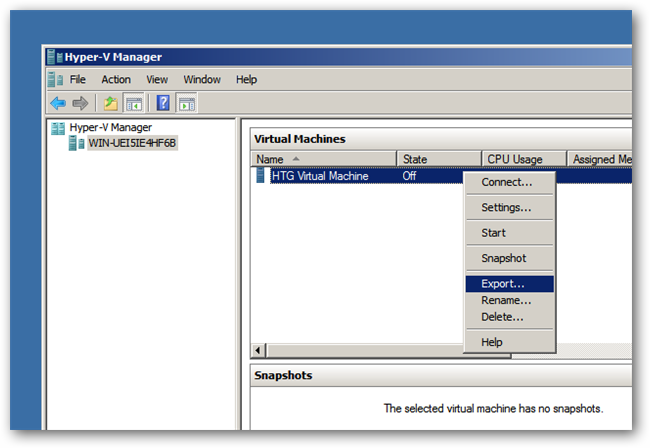 Hyper-V Manager
File Action View Window Help
Hyper-V Manager
WIN-UEI5IE4HF6B
Virtual Machines
Name State CPU Usage Assigned Me
HTG Virtual Machine Off
Connect...
Settings...
Start
Snapshot
Export...
Rename...
Delete...
Help
Snapshots
The selected virtual machine has no snapshots.